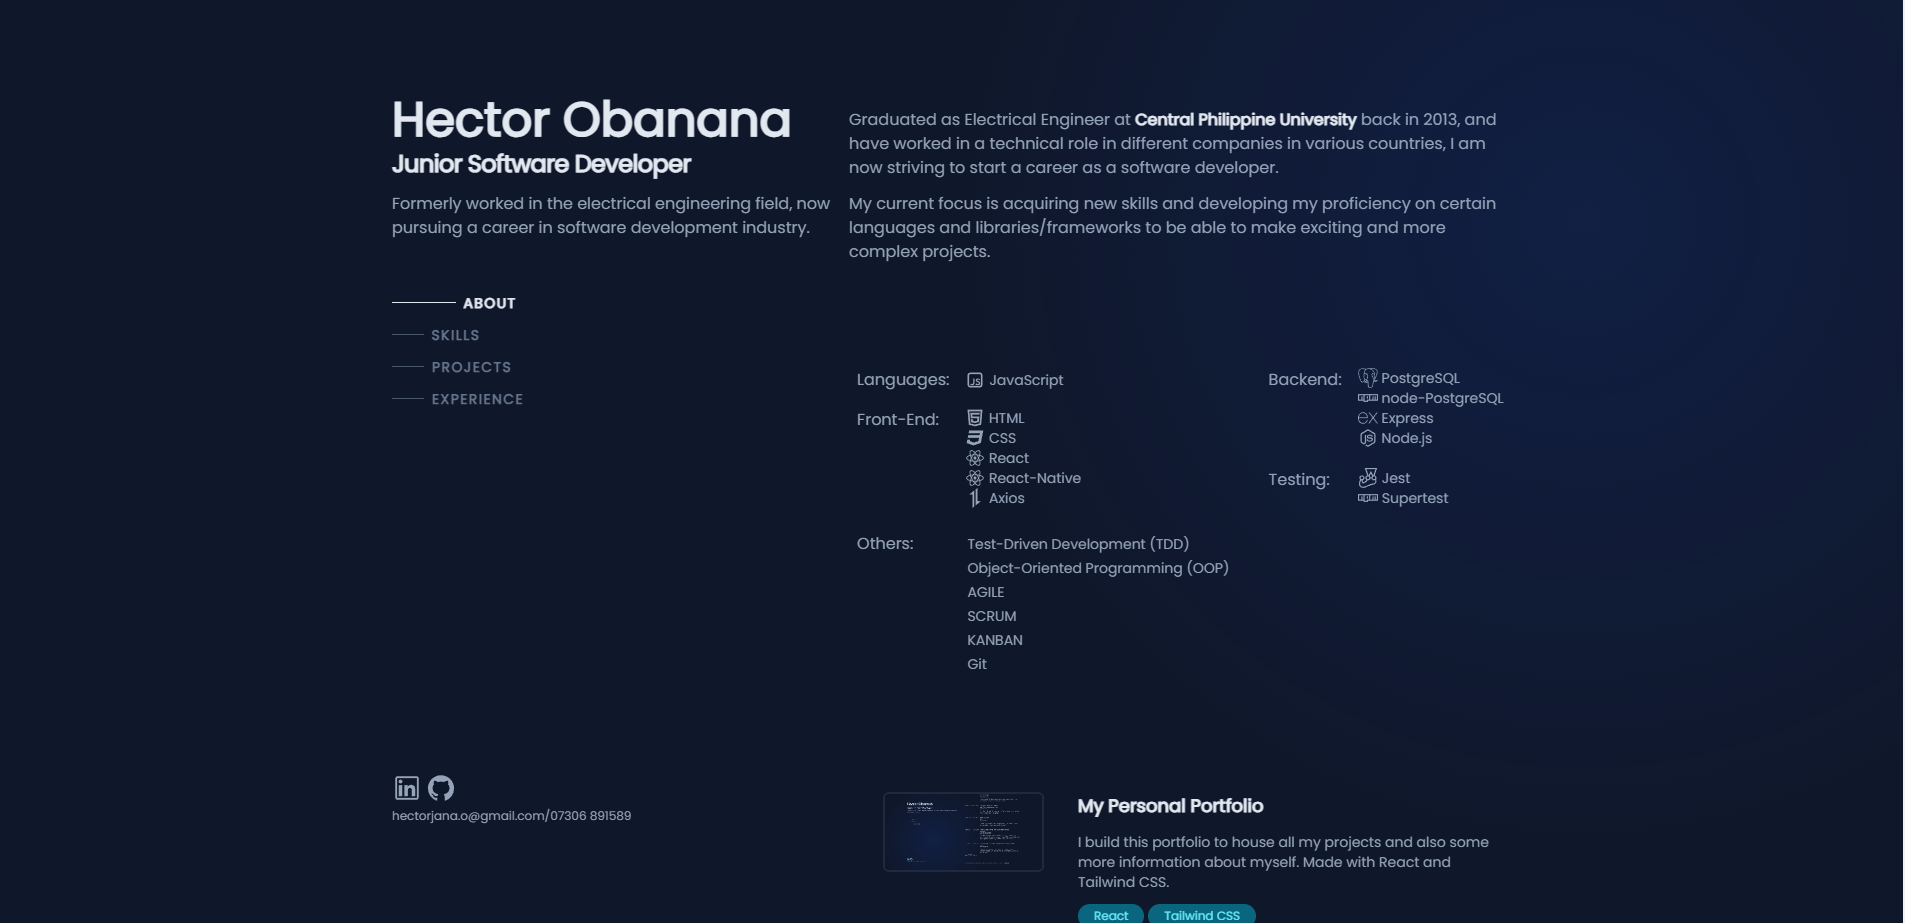 Hector Obanana
Junior Software Developer
Formerly worked in the electrical engineering field, now
pursuing a career in software development industry.
ABOUT
SKILLS
PROJECTS
EXPERIENCE
hectorjana.o@gmail.com/07306 891589
Graduated as Electrical Engineer at Central Philippine University back in 2013, and
have worked in a technical role in different companies in various countries, I am
now striving to start a career as a software developer.
My current focus is acquiring new skills and developing my proficiency on certain
languages and libraries/frameworks to be able to make exciting and more
complex projects.
Languages:
JavaScript
Front-End:
HTML
CSS
React
React-Native
Axios
Backend:
PostgreSQL
node-PostgreSQL
Express
Node.js
Testing:
Jest
Supertest
Others:
Test-Driven Development (TDD)
Object-Oriented Programming (OOP)
AGILE
SCRUM
KANBAN
Git
My Personal Portfolio
I build this portfolio to house all my projects and also some
more information about myself. Made with React and
Tailwind CSS.
React
Tailwind CSS